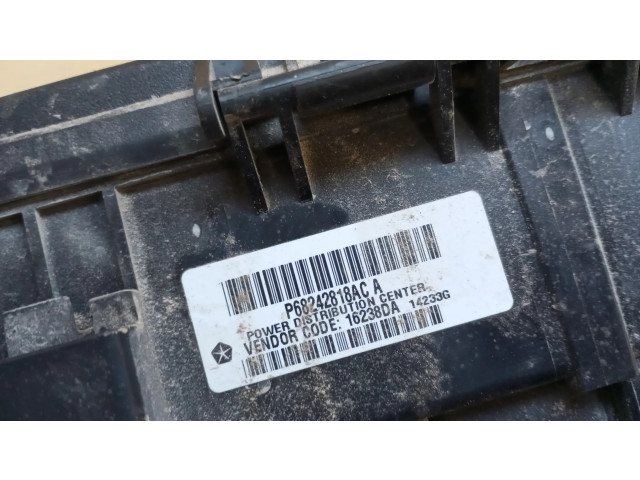 P68242818AC A
POWER DISTRIBUTION CENTER
VENDOR CODE: 16238DA 14233G